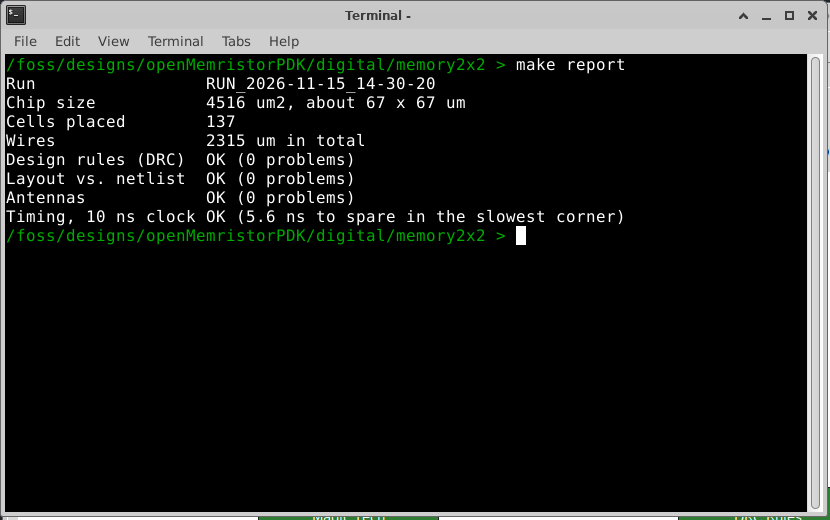 Terminal -
File Edit View Terminal Tabs Help
/foss/designs/openMemristorPDK/digital/memory2x2 > make report
Run RUN_2026-11-15_14-30-20
Chip size 4516 um2, about 67 x 67 um
Cells placed 137
Wires 2315 um in total
Design rules (DRC) OK (0 problems)
Layout vs. netlist OK (0 problems)
Antennas OK (0 problems)
Timing, 10 ns clock OK (5.6 ns to spare in the slowest corner)
/foss/designs/openMemristorPDK/digital/memory2x2 >